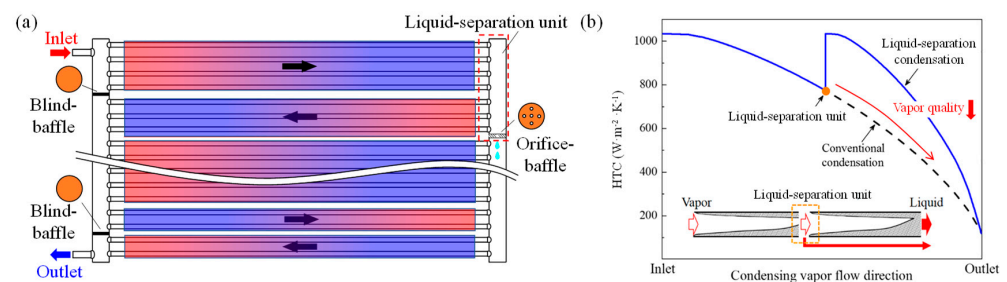 (a)
Liquid-separation unit
Inlet
Blind-
baffle
Orifice-
baffle
Blind-
baffle
Outlet
(b)
HTC (W·m⁻²·K⁻¹)
1000
800
600
400
200
Liquid-separation
condensation
Vapor quality
Liquid-separation unit
Conventional
condensation
Liquid-separation unit
Vapor
Liquid
Inlet
Condensing vapor flow direction
Outlet